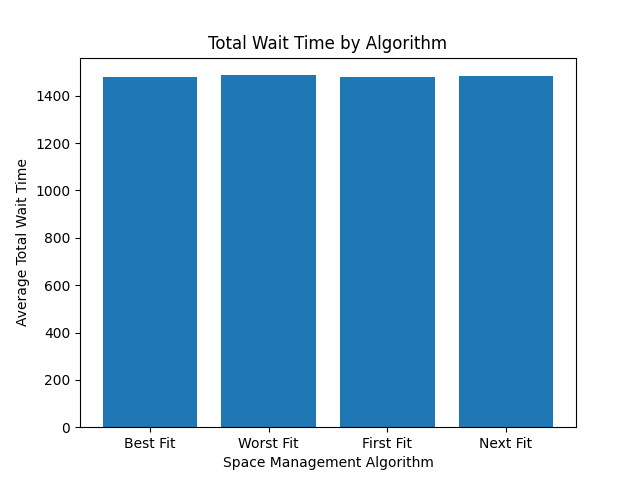 Total Wait Time by Algorithm
1400
1200
1000
800
600
400
200
0
Average Total Wait Time
Best Fit Worst Fit First Fit Next Fit
Space Management Algorithm